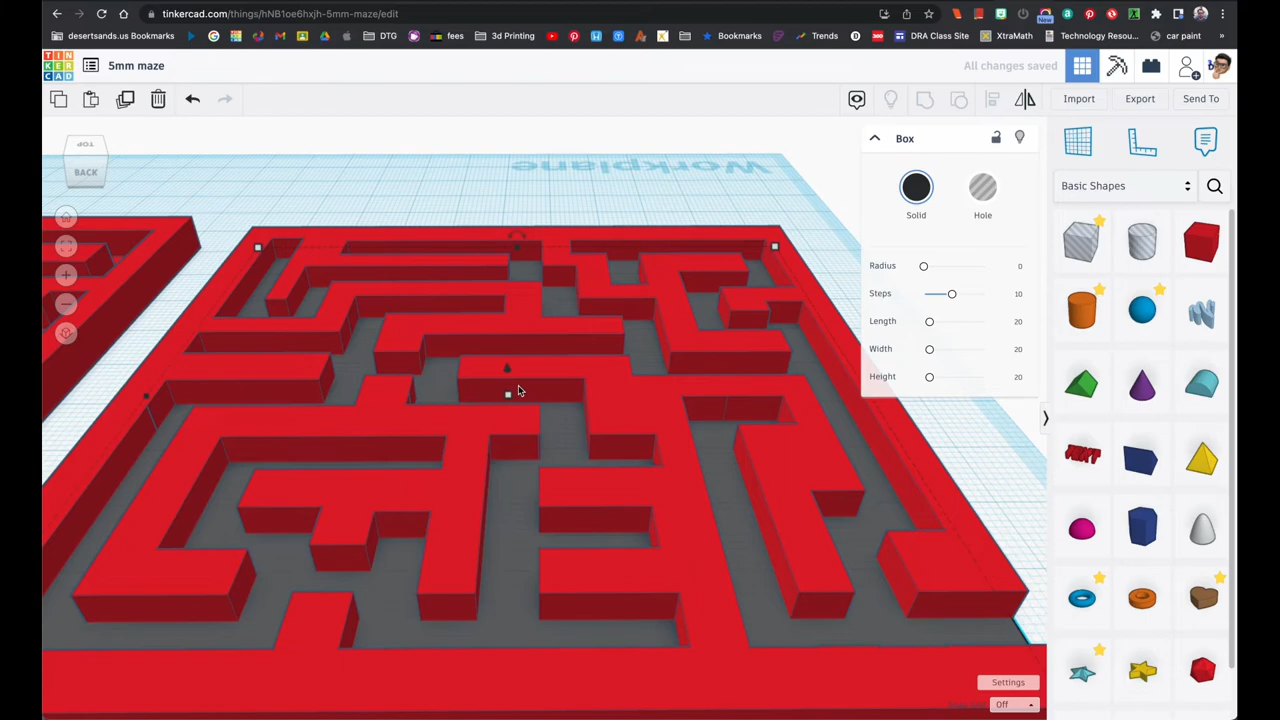 tinkercad.com/things/hNB1oe6hxjh-5mm-maze/edit
New
desertsands.us Bookmarks
DTG
fees
3d Printing
Bookmarks
Trends
DRA Class Site
XtraMath
Technology Resou...
car paint
TIN
KER
CAD
5mm maze
All changes saved
Import
Export
Send To
TOP
BACK
Workplane
Box
Solid
Hole
Radius 0
Steps 10
Length 20
Width 20
Height 20
Basic Shapes
TEXT
Settings
Off